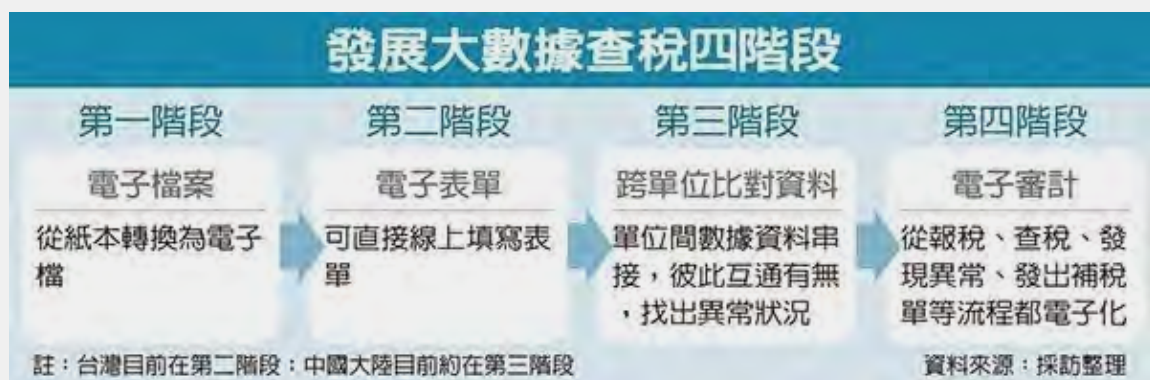 發展大數據查稅四階段
第一階段
電子檔案
從紙本轉換為電子
檔
第二階段
電子表單
可直接線上填寫表
單
第三階段
跨單位比對資料
單位間數據資料串
接，彼此互通有無
，找出異常狀況
第四階段
電子審計
從報稅、查稅、發
現異常、發出補稅
單等流程都電子化
註：台灣目前在第二階段；中國大陸目前約在第三階段
資料來源：採訪整理